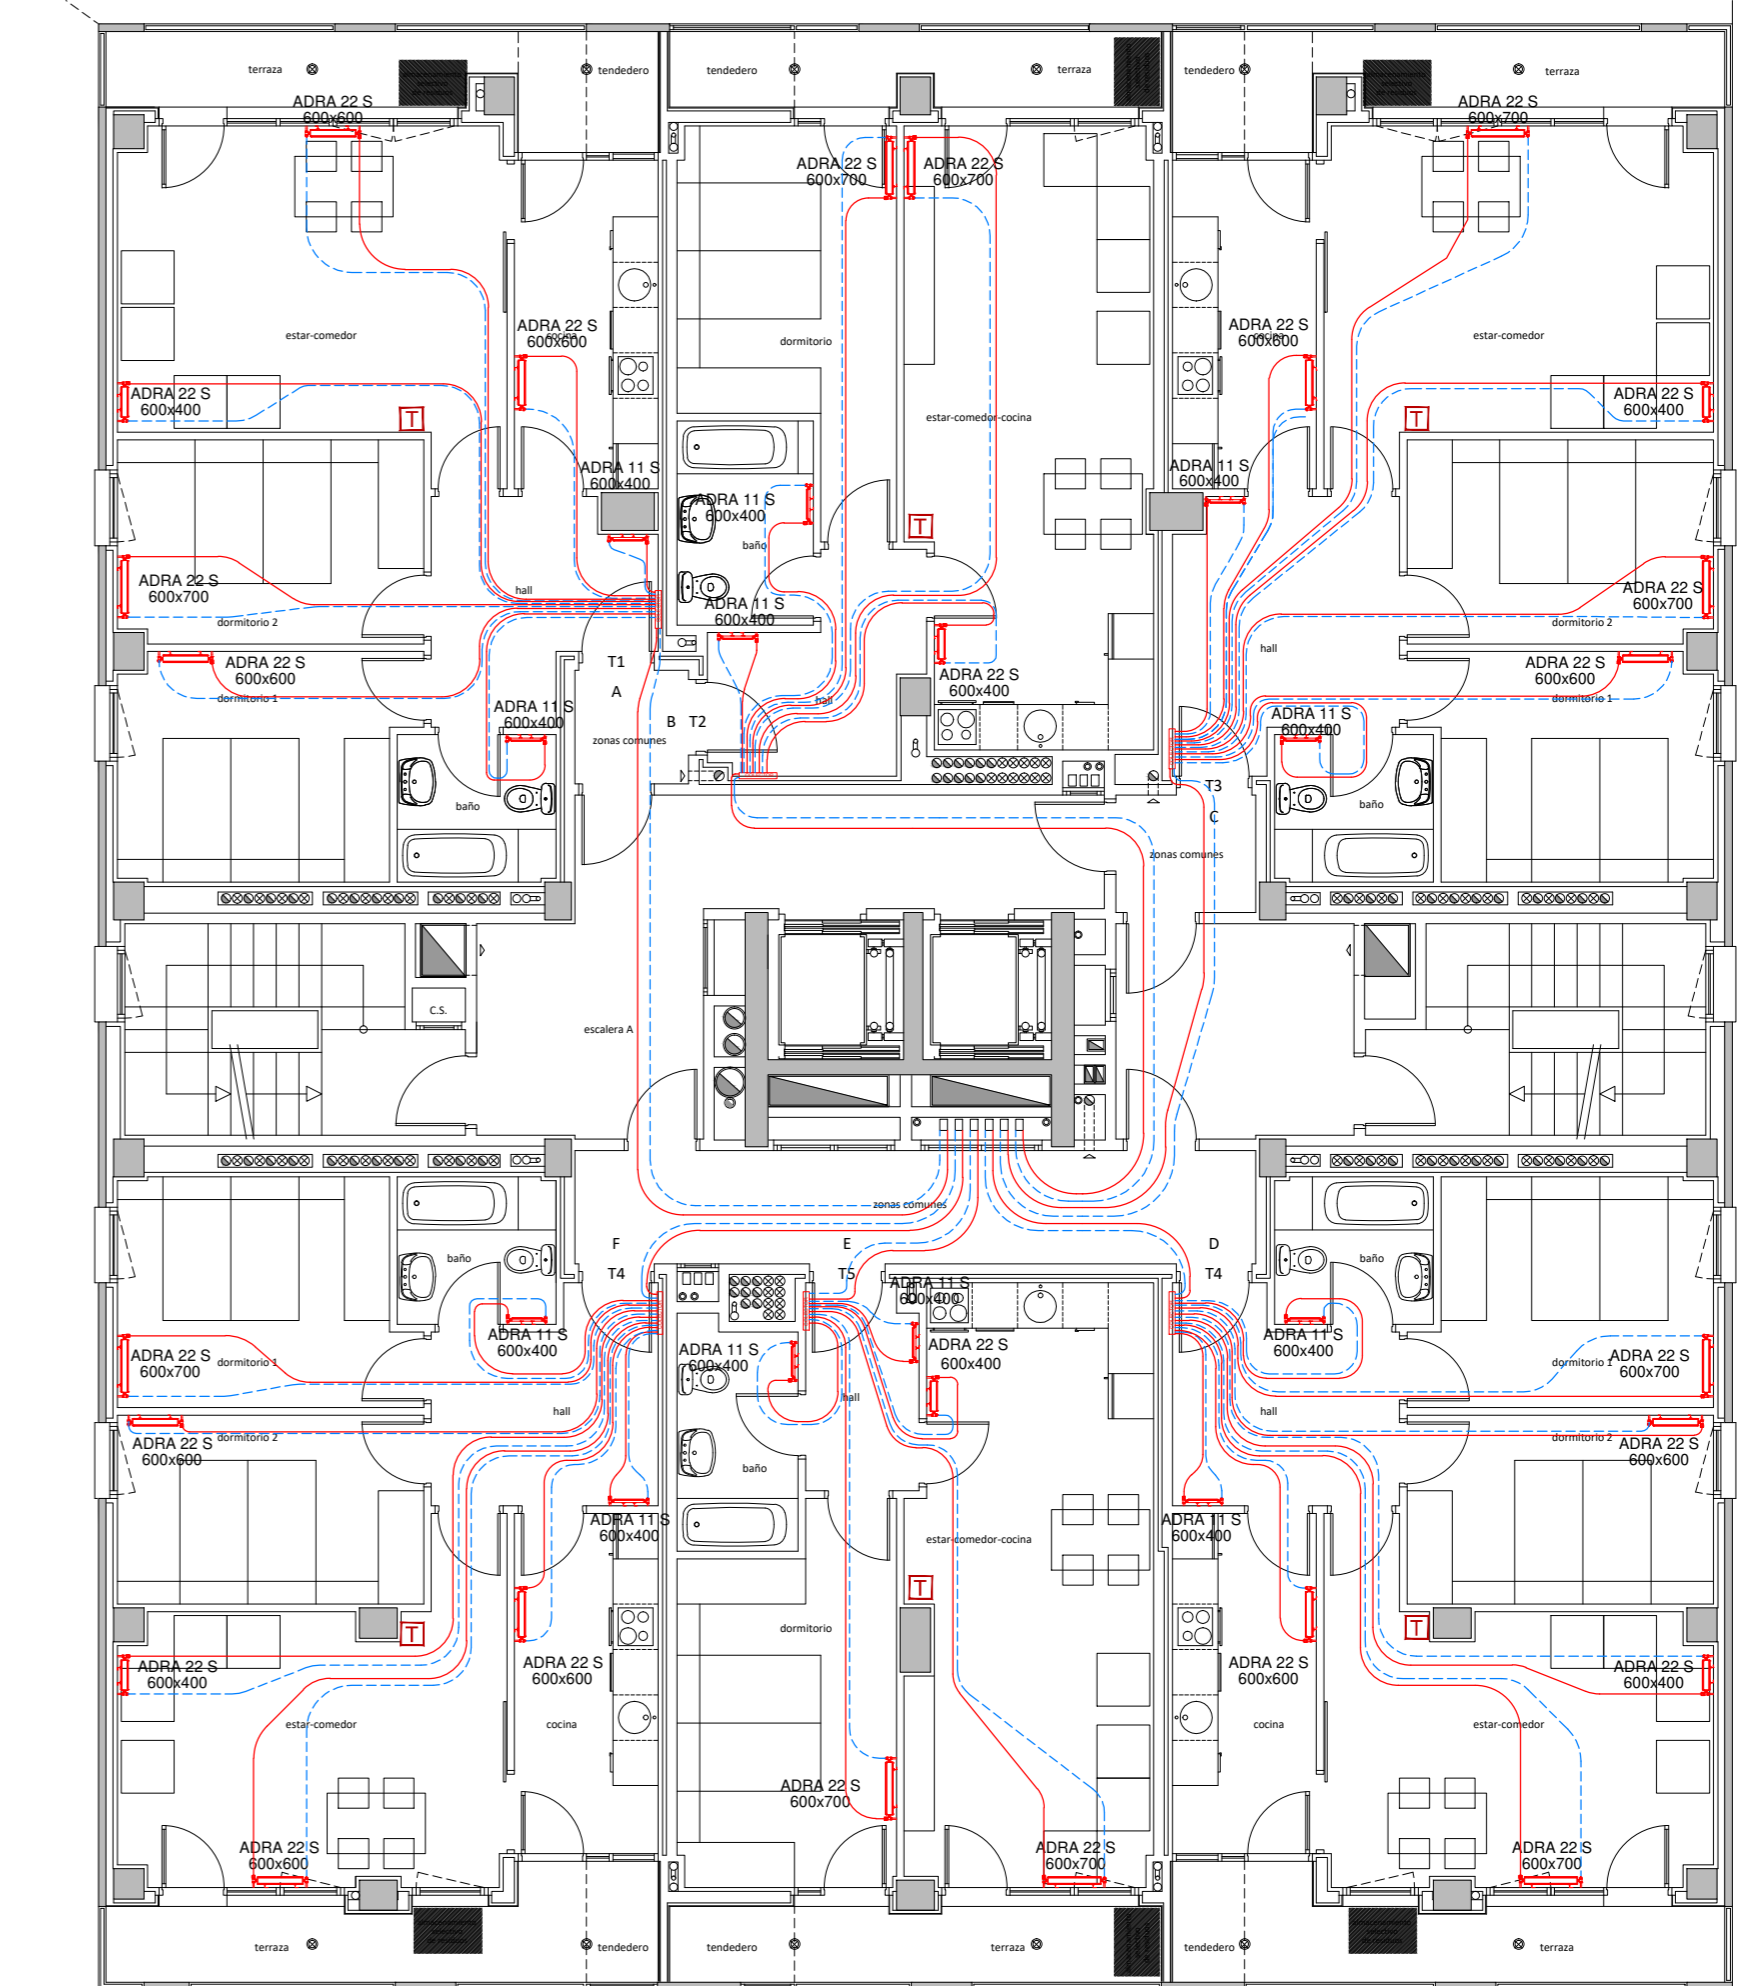 terraza
tendedero
tendedero
terraza
tendedero
terraza
ADRA 22 S
600x600
ADRA 22 S
600x700
ADRA 22 S
600x700
ADRA 22 S
600x700
estar-comedor
ADRA 22 S
600x600
cocina
dormitorio
ADRA 22 S
600x600
cocina
estar-comedor
ADRA 22 S
600x400
T
estar-comedor-cocina
T
ADRA 22 S
600x400
ADRA 11 S
600x400
ADRA 11 S
600x400
baño
T
ADRA 11 S
600x400
ADRA 22 S
600x700
dormitorio 2
hall
ADRA 11 S
600x400
ADRA 22 S
600x700
dormitorio 2
hall
ADRA 22 S
600x600
dormitorio 1
T1
A
ADRA 22 S
600x400
ADRA 22 S
600x600
dormitorio 1
ADRA 11 S
600x400
B T2
hall
zonas comunes
ADRA 11 S
600x400
baño
T3
C
baño
zonas comunes
C.S.
escalera A
zonas comunes
F
T4
E
T5
D
T4
baño
baño
ADRA 11 S
600x400
ADRA 11 S
600x400
ADRA 22 S
600x700
dormitorio 1
ADRA 11 S
600x400
ADRA 22 S
600x400
ADRA 11 S
600x400
dormitorio 1
ADRA 22 S
600x700
hall
hall
hall
ADRA 22 S
600x600
dormitorio 2
baño
dormitorio 2
ADRA 22 S
600x600
ADRA 11 S
600x400
estar-comedor-cocina
ADRA 11 S
600x400
T
T
T
dormitorio
ADRA 22 S
600x400
ADRA 22 S
600x600
ADRA 22 S
600x600
ADRA 22 S
600x400
estar-comedor
cocina
cocina
estar-comedor
ADRA 22 S
600x700
ADRA 22 S
600x600
ADRA 22 S
600x700
ADRA 22 S
600x700
terraza
tendedero
tendedero
terraza
tendedero
terraza